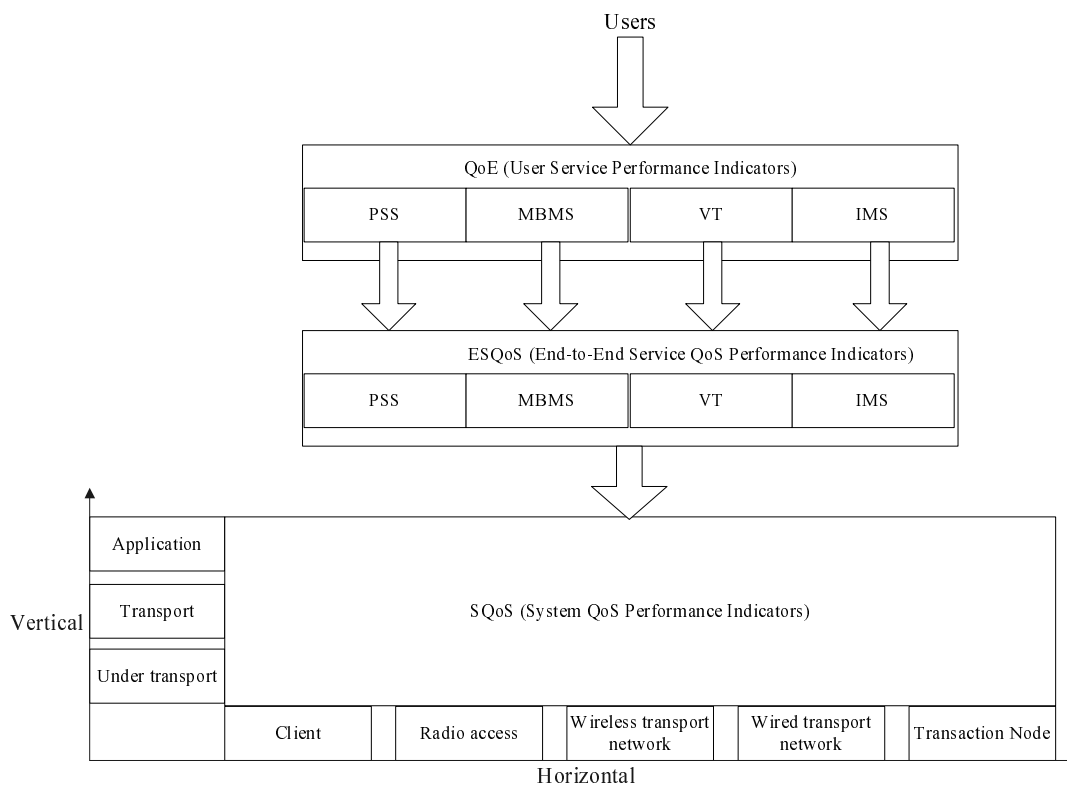 Users
QoE (User Service Performance Indicators)
PSS
MBMS
VT
IMS
ESQoS (End-to-End Service QoS Performance Indicators)
PSS
MBMS
VT
IMS
Application
Transport
Under transport
Vertical
SQoS (System QoS Performance Indicators)
Client
Radio access
Wireless transport
network
Wired transport
network
Transaction Node
Horizontal